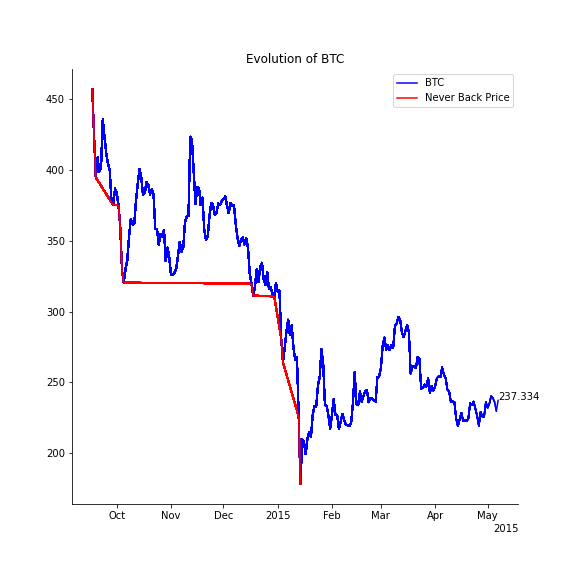 Evolution of BTC
BTC
Never Back Price
450
400
350
300
250
200
237.334
Oct
Nov
Dec
2015
Feb
Mar
Apr
May
2015